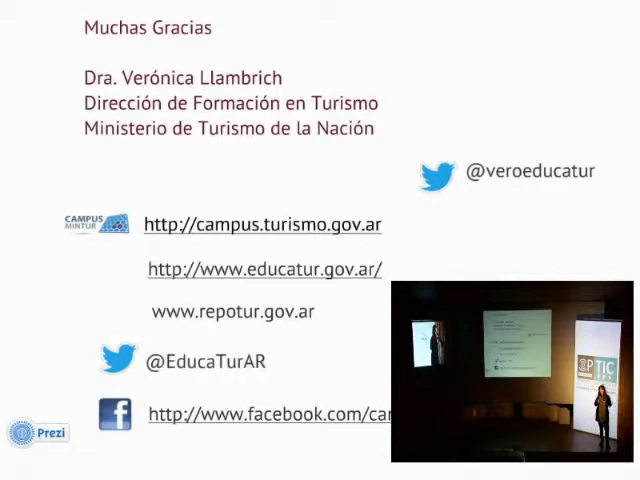 Muchas Gracias
Dra. Verónica Llambrich
Dirección de Formación en Turismo
Ministerio de Turismo de la Nación
@veroeducatur
CAMPUS
MINTUR
http://campus.turismo.gov.ar
http://www.educatur.gov.ar/
www.repotur.gov.ar
@EducaTurAR
http://www.facebook.com/
Prezi
TIC